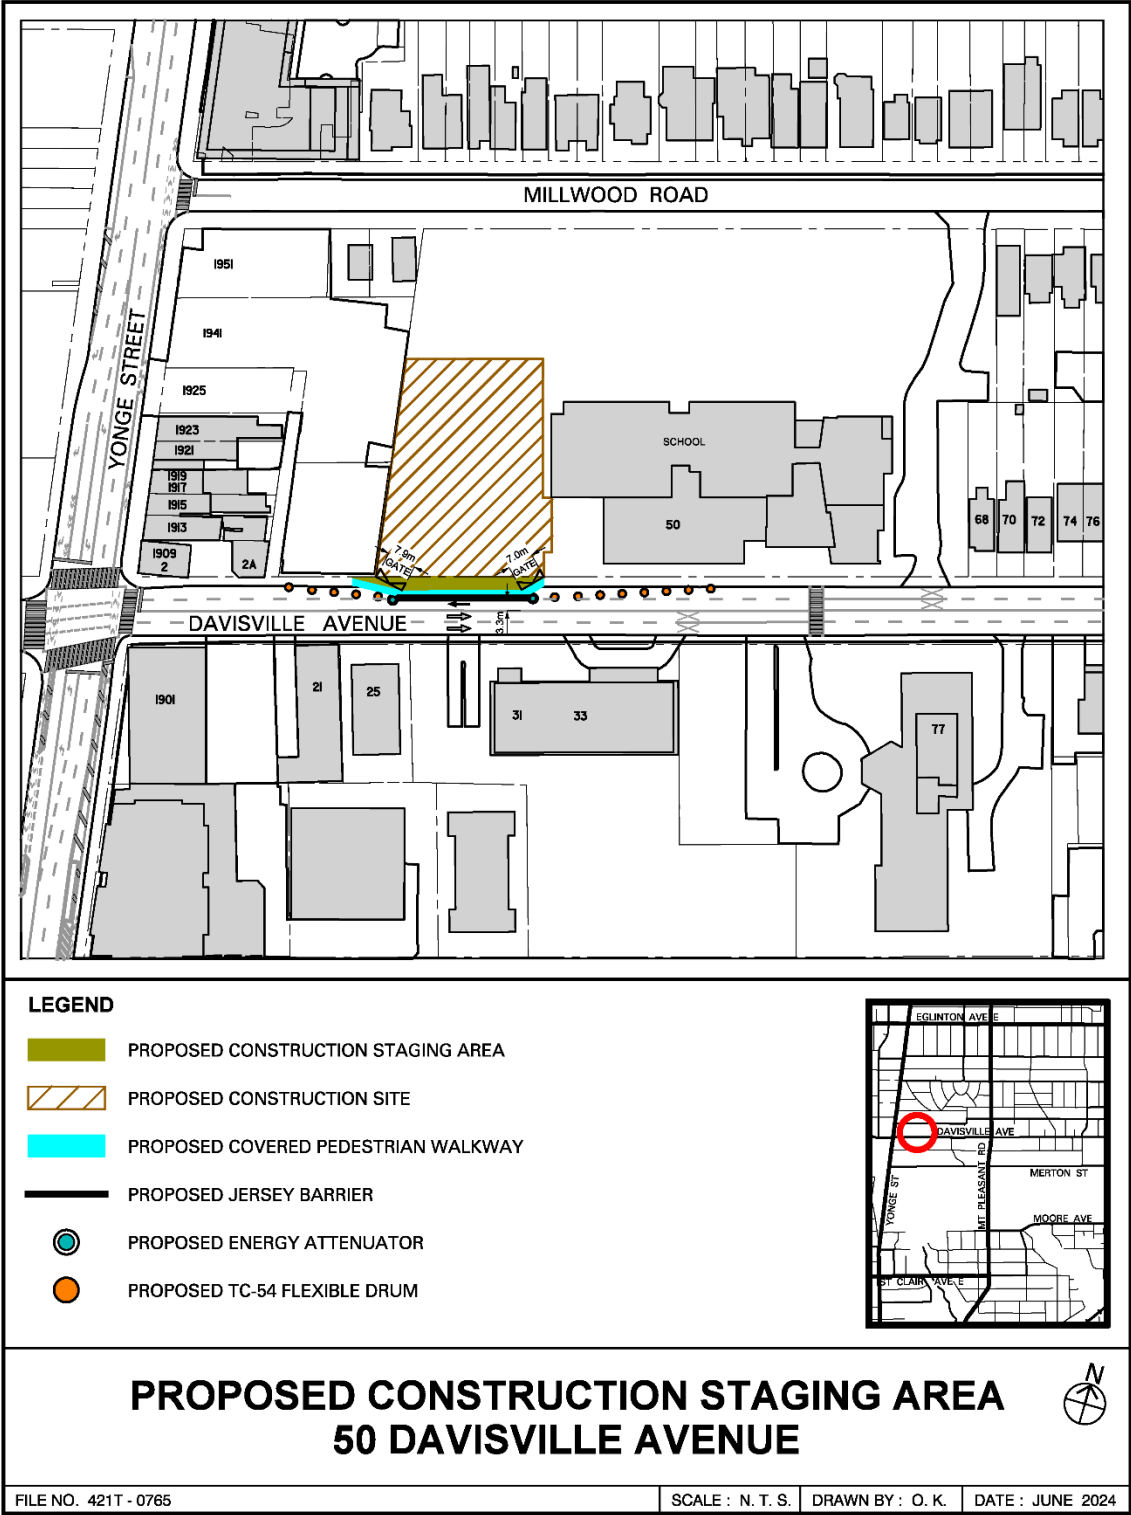 MILLWOOD ROAD
1951
YONGE STREET
1941
1925
1923
1921
1919
1917
1915
1913
1909
2
2A
SCHOOL
50
68 70 72 74 76
7.9m
GATE
7.0m
GATE
DAVISVILLE AVENUE
3.3m
1901
21
25
31 33
77
LEGEND
PROPOSED CONSTRUCTION STAGING AREA
PROPOSED CONSTRUCTION SITE
PROPOSED COVERED PEDESTRIAN WALKWAY
PROPOSED JERSEY BARRIER
PROPOSED ENERGY ATTENUATOR
PROPOSED TC-54 FLEXIBLE DRUM
EGLINTON AVE E
DAVISVILLE AVE
MERTON ST
YONGE ST
MT PLEASANT RD
MOORE AVE
ST CLAIR AVE E
PROPOSED CONSTRUCTION STAGING AREA
50 DAVISVILLE AVENUE
N
FILE NO. 421T - 0765
SCALE : N. T. S.
DRAWN BY : O. K.
DATE : JUNE 2024